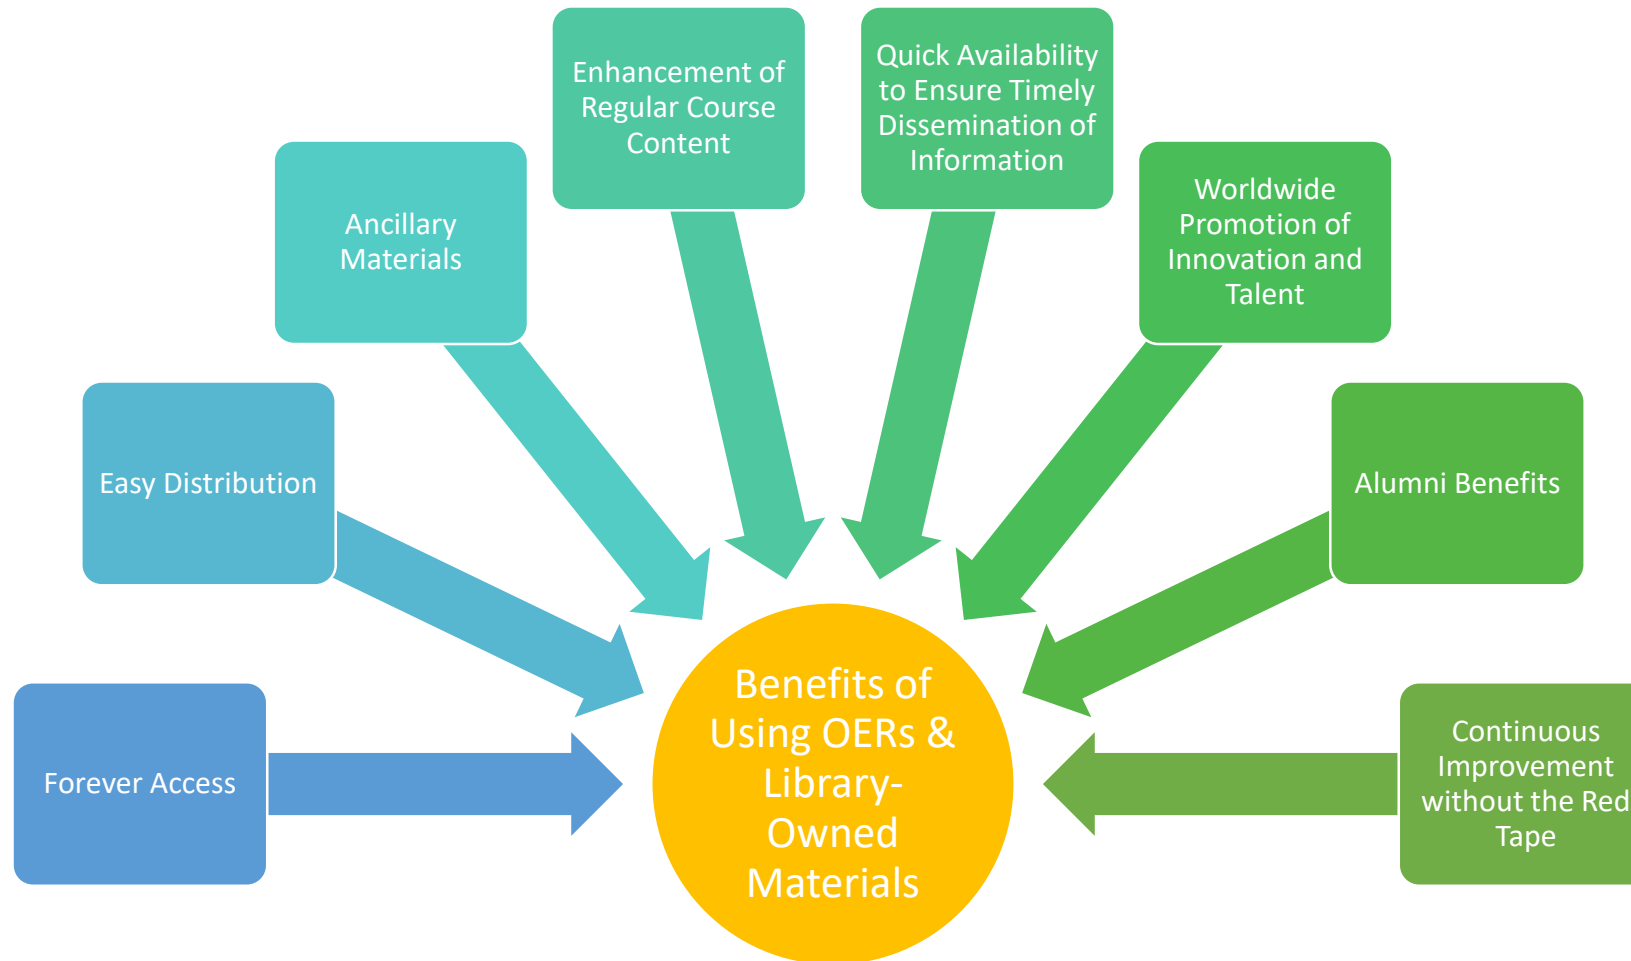 Enhancement of
Regular Course
Content
Quick Availability
to Ensure Timely
Dissemination of
Information
Ancillary
Materials
Worldwide
Promotion of
Innovation and
Talent
Easy Distribution
Alumni Benefits
Forever Access
Benefits of
Using OERs &
Library-
Owned
Materials
Continuous
Improvement
without the Red
Tape